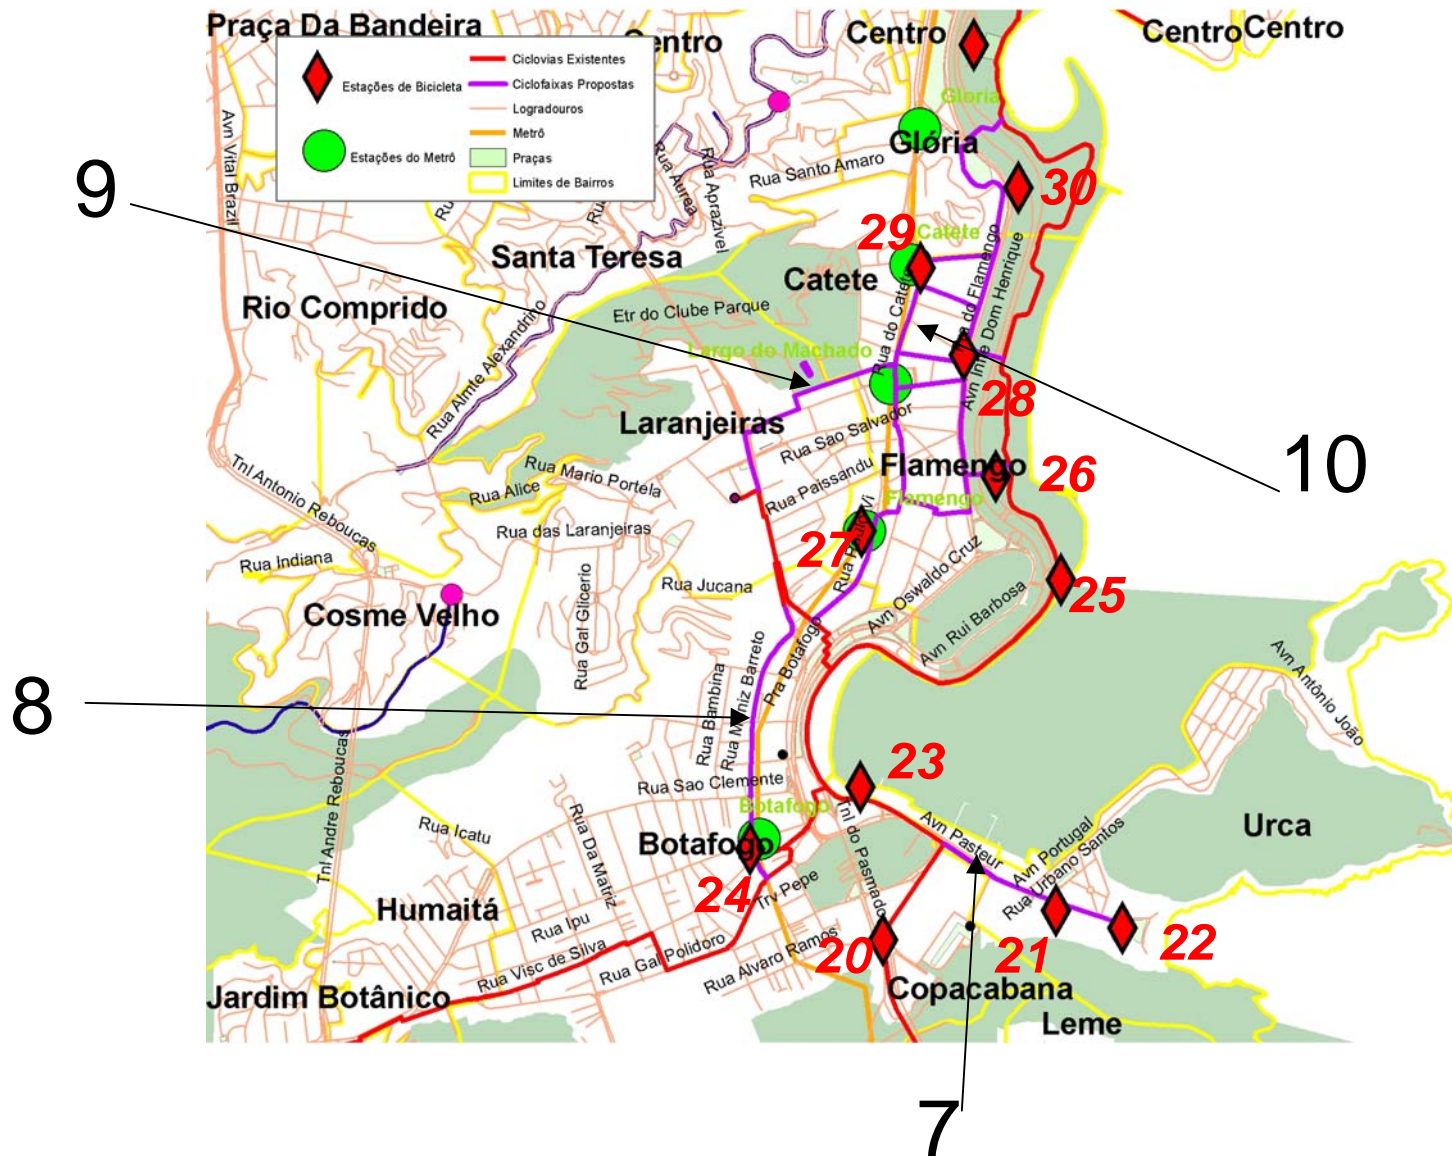 Praça Da Bandeira
Centro
Centro
Centro
Centro
Estações de Bicicleta
Estações do Metrô
Ciclovias Existentes
Ciclofaixas Propostas
Logradouros
Metrô
Praças
Limites de Bairros
Gloria
Glória
Avn Vital Brazil
Rua Aurea
Rua Aprazivel
Rua Santo Amaro
9
30
29
Catete
Santa Teresa
Catete
Rio Comprido
Etr do Clube Parque
Rua do Catete
Avn Infte Dom Henrique
Rua Almte Alexandrino
Largo do Machado
28
Laranjeiras
Rua Sao Salvador
10
Flamengo
26
Rua Mario Portela
Rua Paissandu
Flamengo
Rua Alice
Tnl Antonio Reboucas
Rua das Laranjeiras
27
Avn Oswaldo Cruz
Rua Indiana
Rua Jucana
25
Rua Gal Glicerio
Avn Rui Barbosa
Cosme Velho
Avn Antônio João
Pra Botafogo
Rua Muniz Barreto
Rua Bambina
8
23
Rua Sao Clemente
Botafogo
Tnl Andre Reboucas
Rua Icatu
Rua Da Matriz
Botafogo
Tnl do Pasmado
Avn Pasteur
Avn Portugal
Rua Urbano Santos
Urca
24
Trv Pepe
Humaitá
Rua Ipu
Rua Visc de Silva
Rua Gal Polidoro
Rua Alvaro Ramos
20
21
22
Jardim Botânico
Copacabana
Leme
7